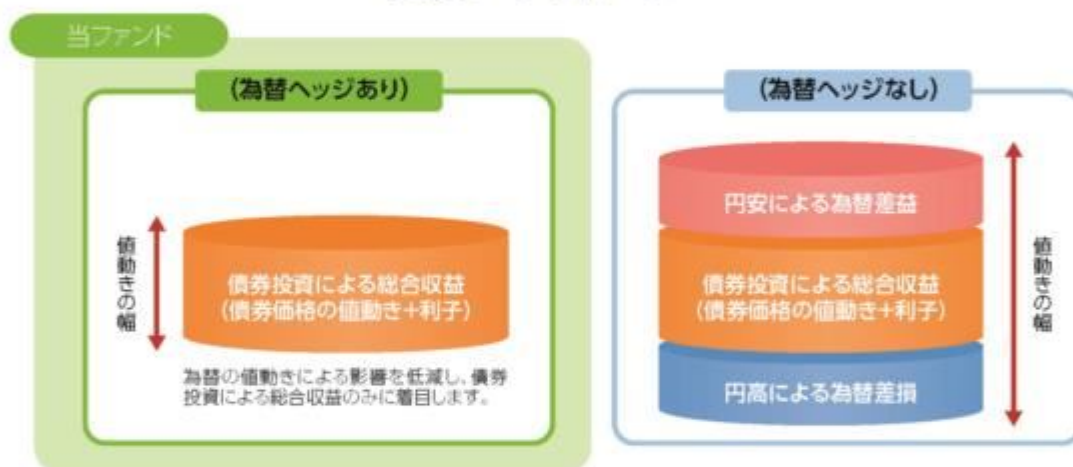 当ファンド
(為替ヘッジあり)
値動きの幅
債券投資による総合収益
(債券価格の値動き+利子)
為替の値動きによる影響を低減し、債券
投資による総合収益のみに着目します。
(為替ヘッジなし)
円安による為替差益
債券投資による総合収益
(債券価格の値動き+利子)
円高による為替差損
値動きの幅